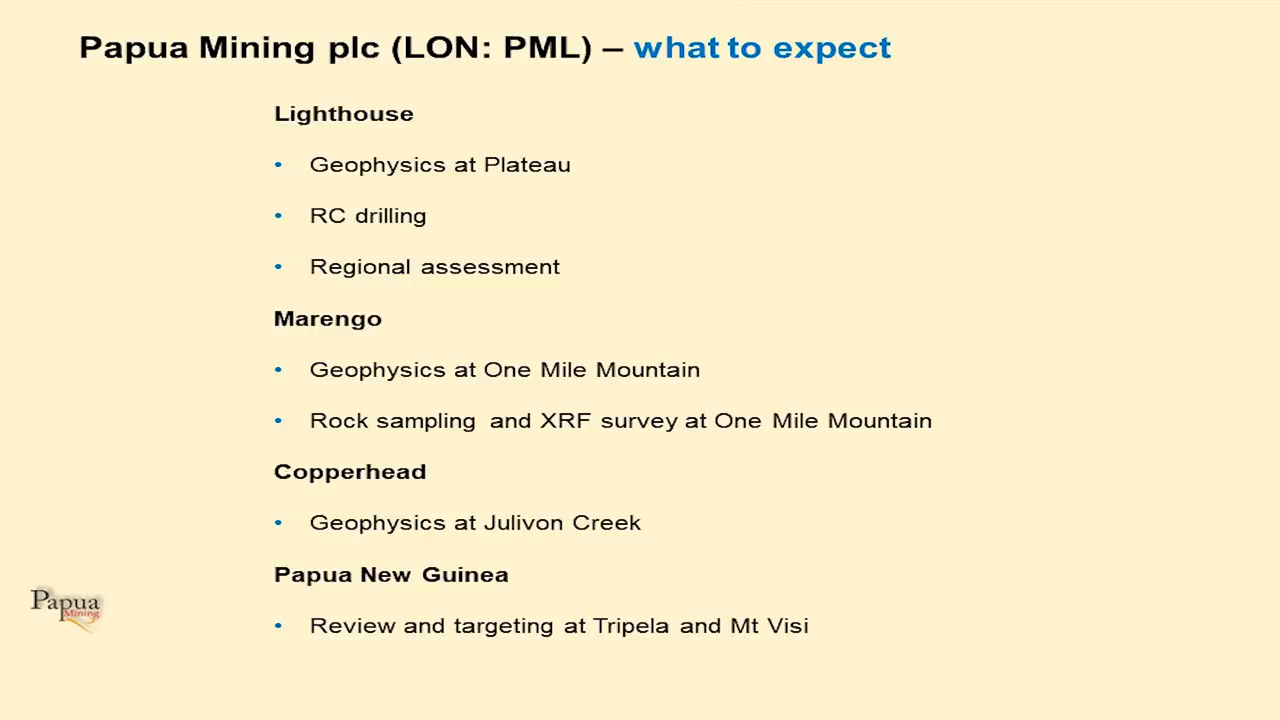 Papua Mining plc (LON: PML) – what to expect
Lighthouse
• Geophysics at Plateau
• RC drilling
• Regional assessment
Marengo
• Geophysics at One Mile Mountain
• Rock sampling and XRF survey at One Mile Mountain
Copperhead
• Geophysics at Julivon Creek
Papua New Guinea
• Review and targeting at Tripela and Mt Visi
Papua
Mining